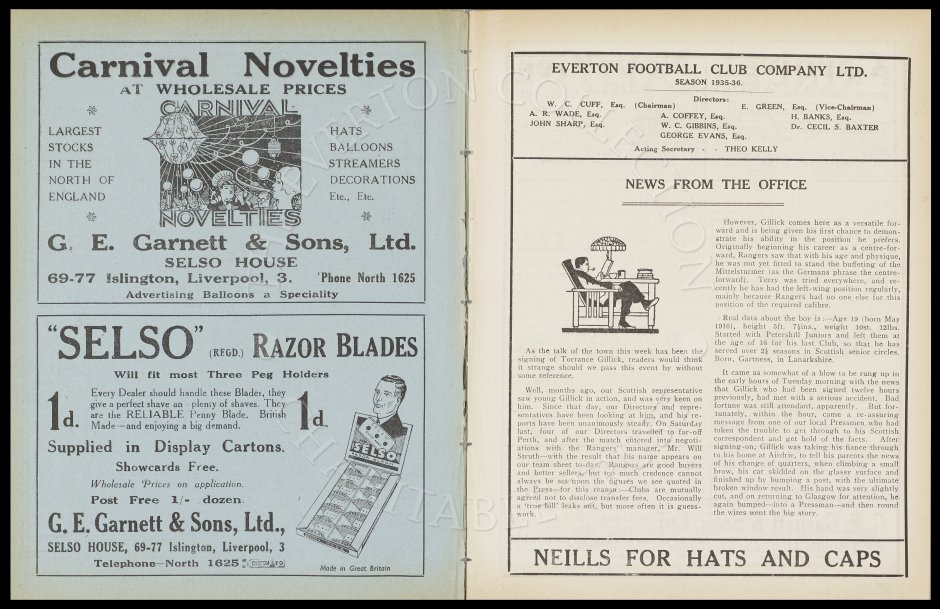 Carnival Novelties
AT WHOLESALE PRICES
CARNIVAL
NOVELTIES
LARGEST
STOCKS
IN THE
NORTH OF
ENGLAND
HATS
BALLOONS
STREAMERS
DECORATIONS
Etc., Etc.
G. E. Garnett & Sons, Ltd.
SELSO HOUSE
69-77 Islington, Liverpool, 3. 'Phone North 1625
Advertising Balloons a Speciality
"SELSO" (REGD.) RAZOR BLADES
Will fit most Three Peg Holders
1d. 1d.
Every Dealer should handle these Blades, they
give a perfect shave an plenty of shaves. They
are the RELIABLE Penny Blade. British
Made—and enjoying a big demand.
Supplied in Display Cartons.
Showcards Free.
Wholesale Prices on application.
Post Free 1/- dozen.
G. E. Garnett & Sons, Ltd.,
SELSO HOUSE, 69-77 Islington, Liverpool, 3
Telephone—North 1625
SELSO
Made in Great Britain
EVERTON FOOTBALL CLUB COMPANY LTD.
SEASON 1935-36.
Directors:
W. C. CUFF, Esq. (Chairman) E. GREEN, Esq. (Vice-Chairman)
A. R. WADE, Esq. A. COFFEY, Esq. H. BANKS, Esq.
JOHN SHARP, Esq. W. C. GIBBINS, Esq. Dr. CECIL S. BAXTER
GEORGE EVANS, Esq.
Acting Secretary - - THEO KELLY
NEWS FROM THE OFFICE
As the talk of the town this week has been the
signing of Torrance Gillick, readers would think
it strange should we pass this event by without
some reference.
Well, months ago, our Scottish representative
saw young Gillick in action, and was very keen on
him. Since that day, our Directors and repre-
sentatives have been looking at him, and his re-
ports have been unanimously steady. On Saturday
last, four of our Directors travelled to far-off
Perth, and after the match entered into negoti-
ations with the Rangers' manager, Mr. Will
Struth—with the result that his name appears on
our team sheet to-day. Rangers are good buyers
and better sellers, but too much credence cannot
always be set upon the figures we see quoted in
the Press—for this reason:—Clubs are mutually
agreed not to disclose transfer fees. Occasionally
a 'true bill' leaks out, but more often it is guess-
work.
However, Gillick comes here as a versatile for-
ward and is being given his first chance to demon-
strate his ability in the position he prefers.
Originally beginning his career as a centre-for-
ward, Rangers saw that with his age and physique,
he was not yet fitted to stand the buffeting of the
Mittelsturmer (as the Germans phrase the centre-
forward). Terry was tried everywhere, and re-
cently he has had the left-wing position regularly,
mainly because Rangers had no one else for this
position of the required calibre.
Real data about the boy is:—Age 19 (born May
1916), height 5ft. 7½ins., weight 10st. 12lbs.
Started with Petershill Juniors and left them at
the age of 16 for his last Club, so that he has
served over 2½ seasons in Scottish senior circles.
Born, Gartness, in Lanarkshire.
It came as somewhat of a blow to be rung up in
the early hours of Tuesday morning with the news
that Gillick who had been signed twelve hours
previously, had met with a serious accident. Bad
fortune was still attendant, apparently. But for-
tunately, within the hour, came a re-assuring
message from one of our local Pressmen who had
taken the trouble to get through to his Scottish
correspondent and get hold of the facts. After
signing-on, Gillick was taking his fiance through
to his home at Airdrie, to tell his parents the news
of his change of quarters, when climbing a small
brow, his car skidded on the glassy surface and
finished up by bumping a post, with the ultimate
broken window result. His hand was very slightly
cut, and on returning to Glasgow for attention, he
again bumped—into a Pressman—and then round
the wires went the big story.
NEILLS FOR HATS AND CAPS
EVERTON COLLECTION